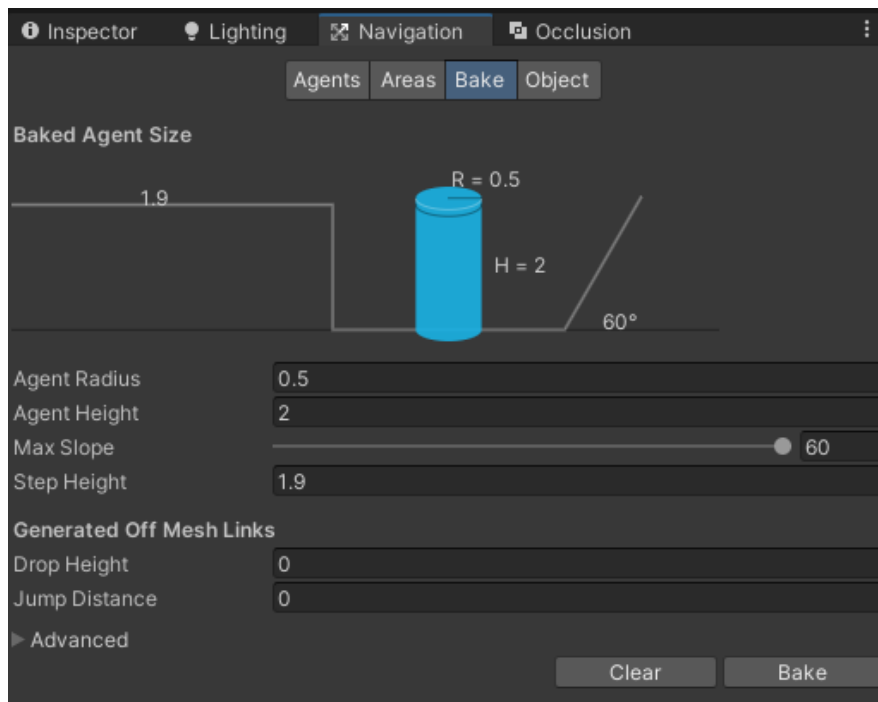 Inspector Lighting Navigation Occlusion
Agents Areas Bake Object
Baked Agent Size
R = 0.5
1.9
H = 2
60°
Agent Radius 0.5
Agent Height 2
Max Slope 60
Step Height 1.9
Generated Off Mesh Links
Drop Height 0
Jump Distance 0
Advanced
Clear Bake